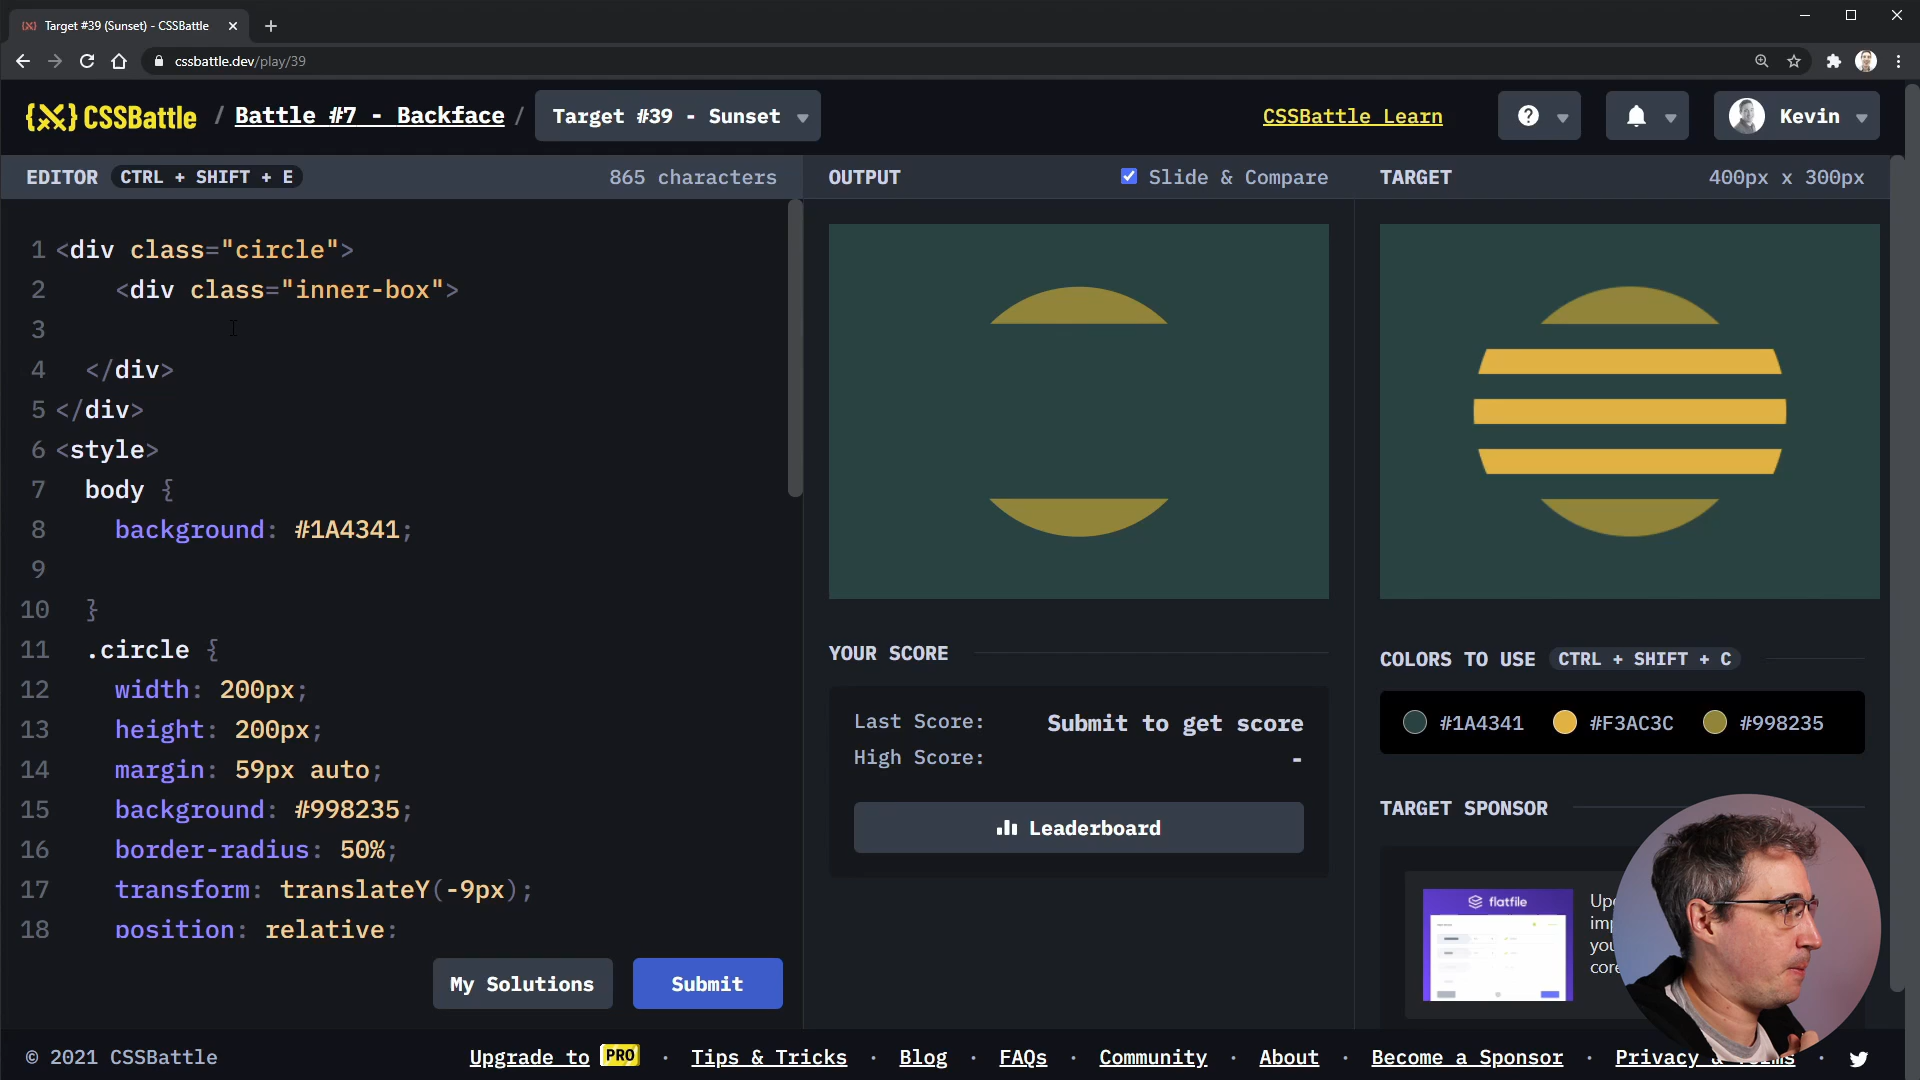 Target #39 (Sunset) - CSSBattle
cssbattle.dev/play/39
CSSBattle / Battle #7 - Backface / Target #39 - Sunset
CSSBattle Learn
Kevin
EDITOR CTRL + SHIFT + E 865 characters
OUTPUT Slide & Compare
TARGET 400px x 300px
1 <div class="circle">
2 <div class="inner-box">
3
4 </div>
5 </div>
6 <style>
7 body {
8 background: #1A4341;
9
10 }
11 .circle {
12 width: 200px;
13 height: 200px;
14 margin: 59px auto;
15 background: #998235;
16 border-radius: 50%;
17 transform: translateY(-9px);
18 position: relative;
My Solutions
Submit
YOUR SCORE
Last Score: Submit to get score
High Score: -
Leaderboard
COLORS TO USE CTRL + SHIFT + C
#1A4341 #F3AC3C #998235
TARGET SPONSOR
flatfile
© 2021 CSSBattle
Upgrade to PRO · Tips & Tricks · Blog · FAQs · Community · About · Become a Sponsor · Privacy & Terms ·